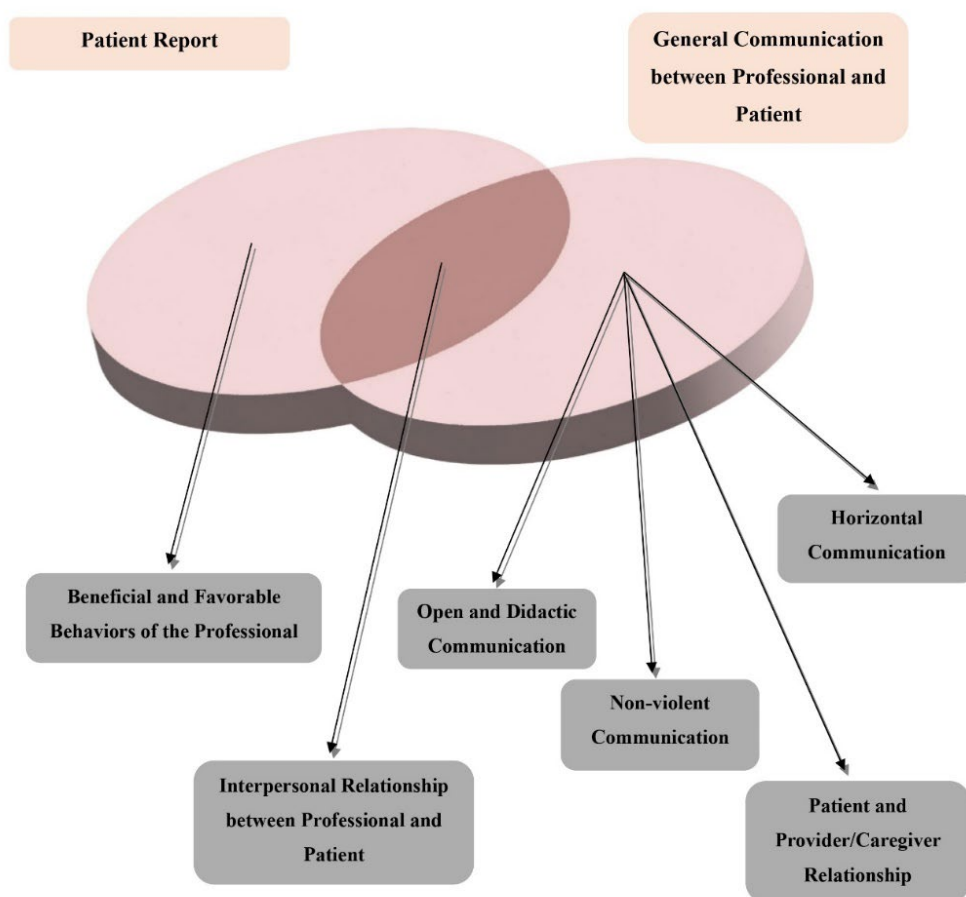 Patient Report
General Communication
between Professional and
Patient
Horizontal
Communication
Beneficial and Favorable
Behaviors of the Professional
Open and Didactic
Communication
Non-violent
Communication
Interpersonal Relationship
between Professional and
Patient
Patient and
Provider/Caregiver
Relationship